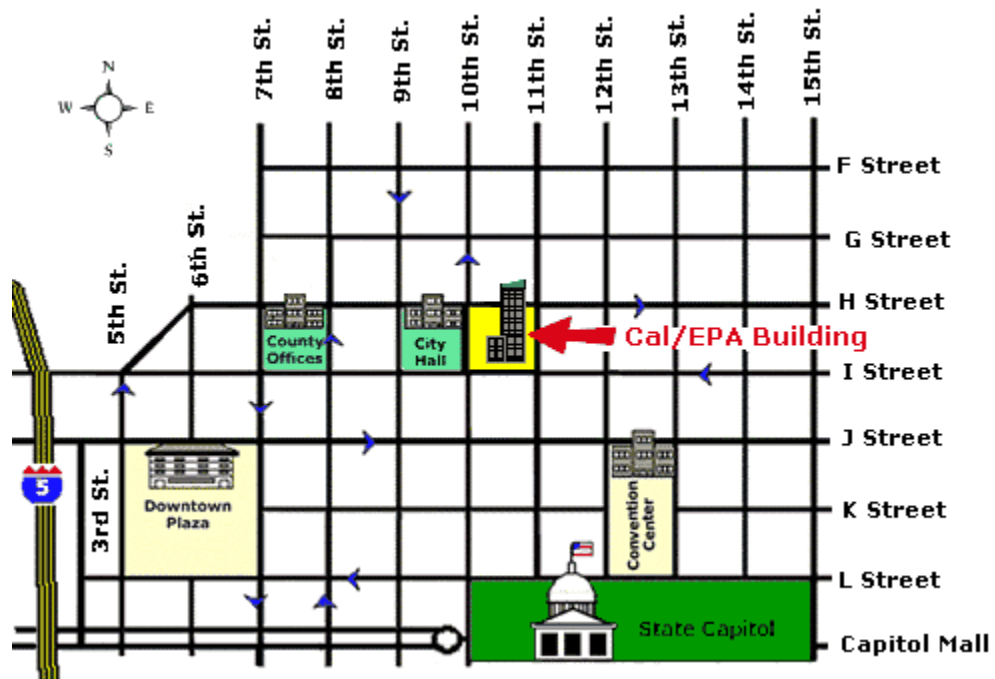 7th St.
8th St.
9th St.
10th St.
11th St.
12th St.
13th St.
14th St.
15th St.
N
W E
S
F Street
6th St.
G Street
5th St.
H Street
County
Offices
City
Hall
Cal/EPA Building
I Street
J Street
5
3rd St.
Downtown
Plaza
Convention
Center
K Street
L Street
State Capitol
Capitol Mall